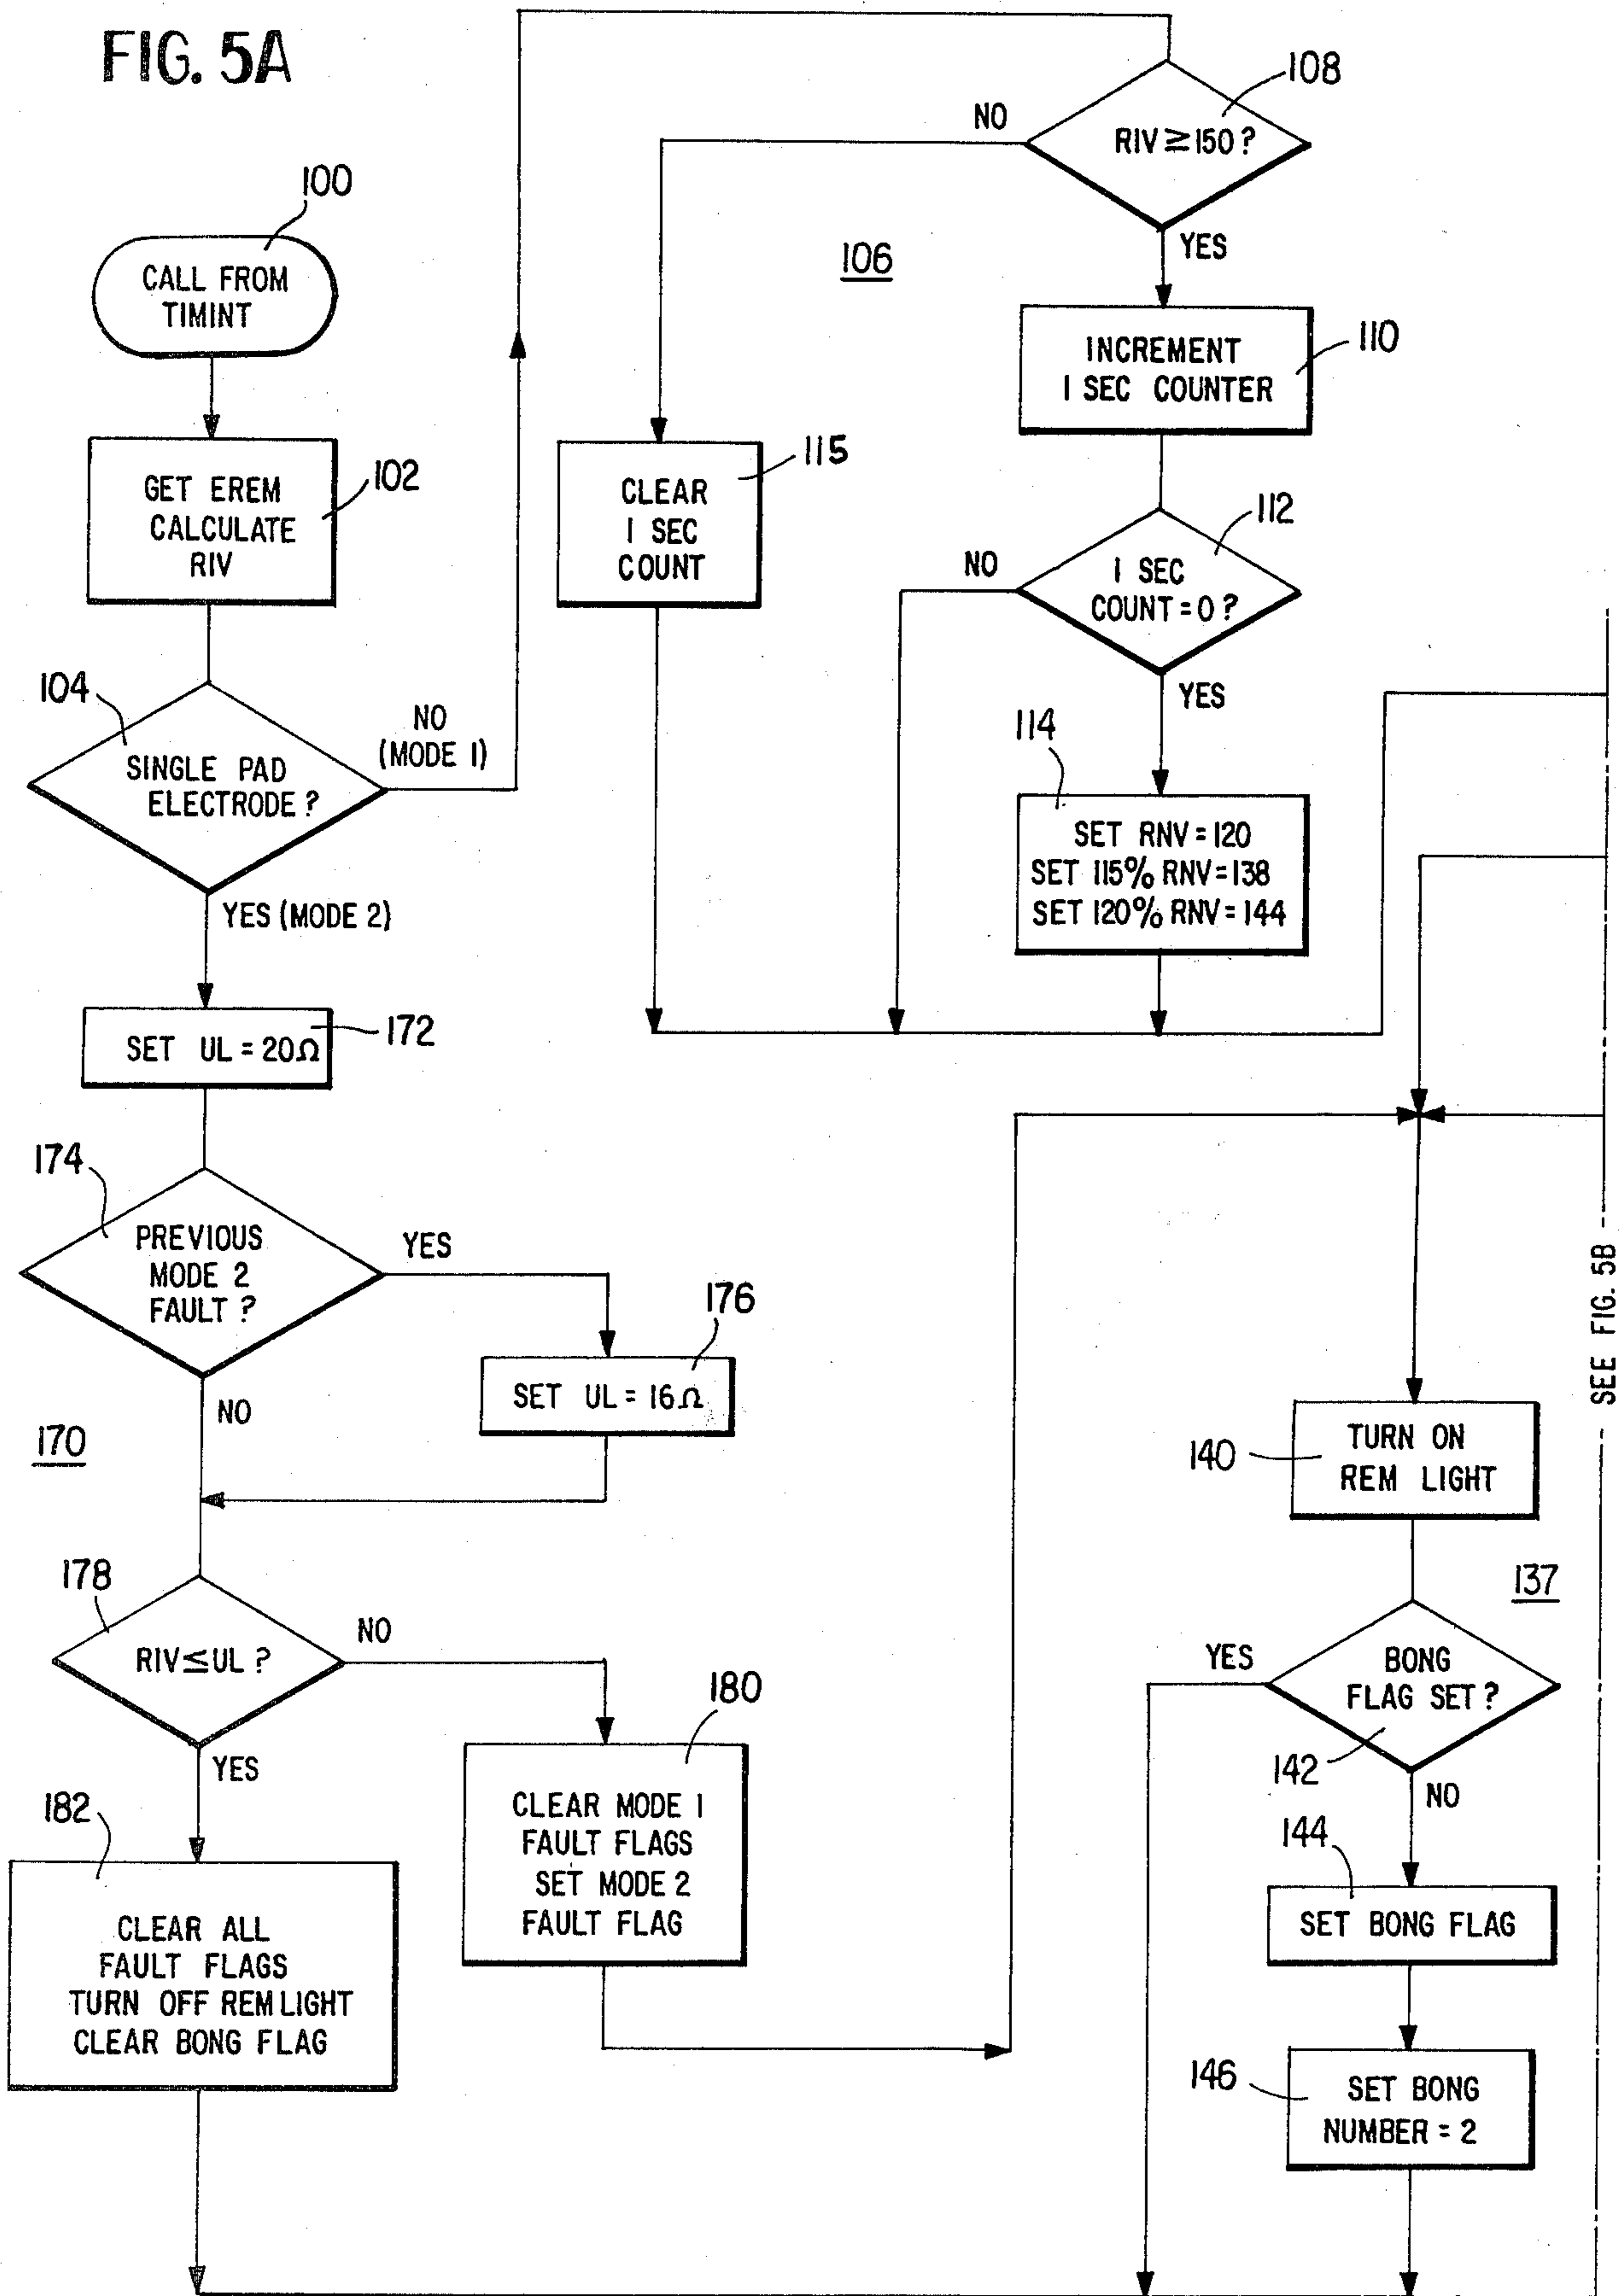 FIG. 5A
100
CALL FROM
TIMINT
GET EREM
CALCULATE
RIV
102
104
SINGLE PAD
ELECTRODE ?
NO
(MODE 1)
YES (MODE 2)
SET UL = 20Ω
172
174
PREVIOUS
MODE 2
FAULT ?
YES
176
SET UL = 16Ω
NO
170
178
RIV ≦ UL ?
NO
YES
180
CLEAR MODE 1
FAULT FLAGS
SET MODE 2
FAULT FLAG
182
CLEAR ALL
FAULT FLAGS
TURN OFF REM LIGHT
CLEAR BONG FLAG
108
RIV ≧ 150 ?
NO
YES
106
INCREMENT
1 SEC COUNTER
110
115
CLEAR
1 SEC
COUNT
112
1 SEC
COUNT = 0 ?
NO
YES
114
SET RNV = 120
SET 115% RNV = 138
SET 120% RNV = 144
SEE FIG. 5B
140
TURN ON
REM LIGHT
137
YES
BONG
FLAG SET ?
142
NO
144
SET BONG FLAG
146
SET BONG
NUMBER = 2